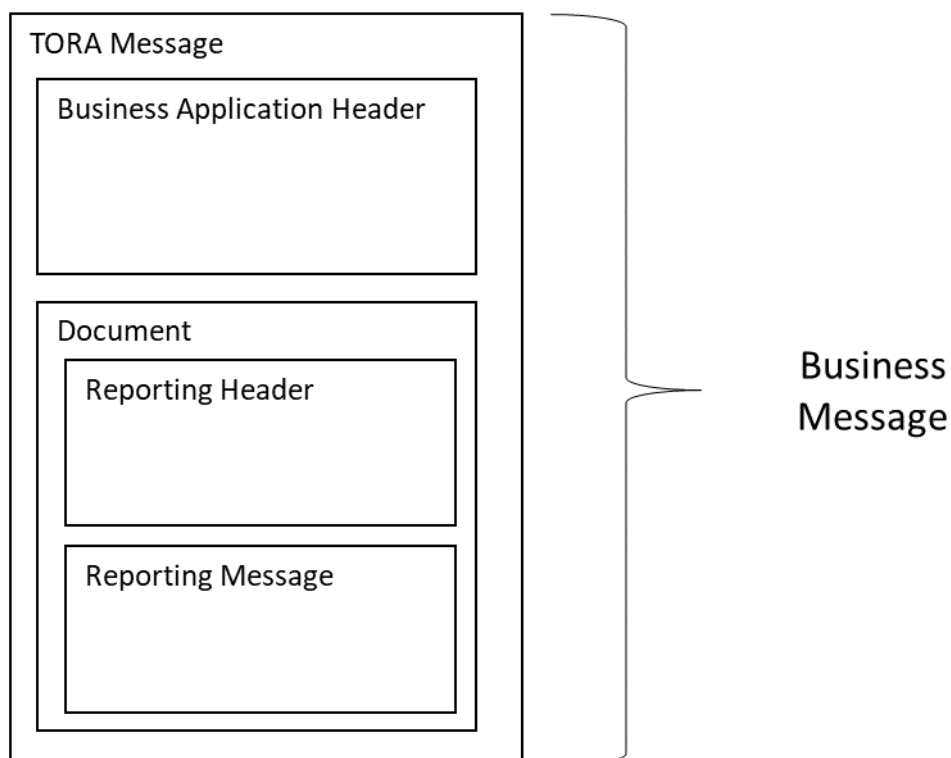 TORA Message
Business Application Header
Document
Reporting Header
Reporting Message
Business
Message